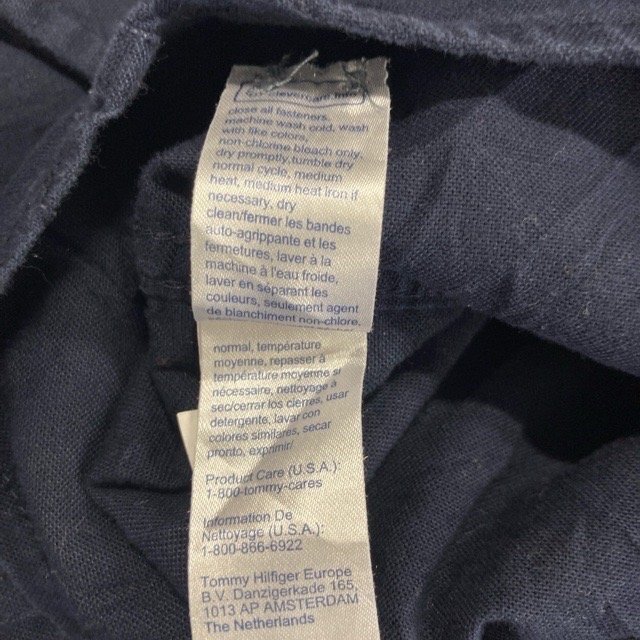 close all fasteners,
machine wash cold, wash
with like colors,
non-chlorine bleach only,
dry promptly,tumble dry
normal cycle, medium
heat, medium heat Iron if
necessary, dry
clean/fermer les bandes
auto-agrippante et les
fermetures, laver à la
machine à l'eau froide,
laver en séparant les
couleurs, seulement agent
de blanchiment non-chlore,
normal, température
moyenne, repasser à
température moyenne si
nécessaire, nettoyage à
sec/cerrar los cierres, usar
detergente, lavar con
colores similares, secar
pronto, exprimir/
Product Care (U.S.A.):
1-800-tommy-cares
Information De
Nettoyage (U.S.A.):
1-800-866-6922
Tommy Hilfiger Europe
B.V. Danzigerkade 165,
1013 AP AMSTERDAM
The Netherlands